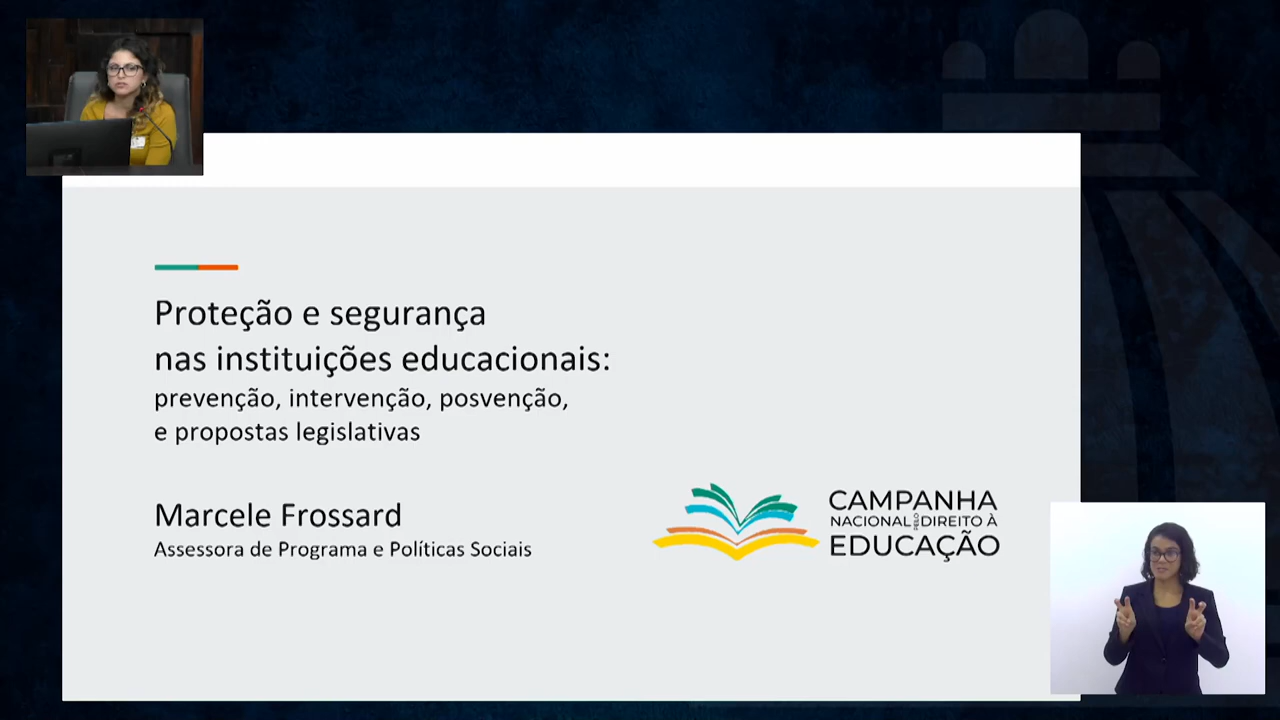 Proteção e segurança
nas instituições educacionais:
prevenção, intervenção, posvenção,
e propostas legislativas
Marcele Frossard
Assessora de Programa e Políticas Sociais
CAMPANHA
NACIONAL PELO DIREITO À
EDUCAÇÃO